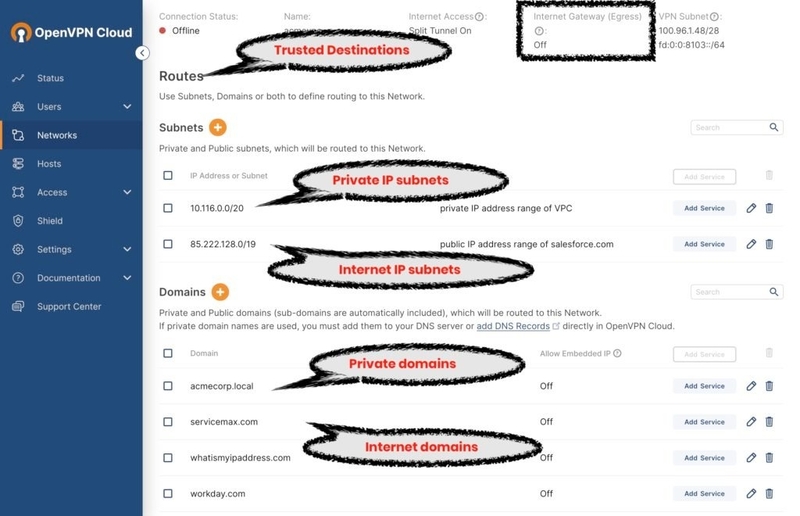 OpenVPN Cloud
Status
Users
Networks
Hosts
Access
Shield
Settings
Documentation
Support Center
Connection Status: Name: Internet Access ?: Internet Gateway (Egress) VPN Subnet ?:
Offline Split Tunnel On ?: 100.96.1.48/28
Off fd:0:0:8103::/64
Trusted Destinations
Routes
Use Subnets, Domains or both to define routing to this Network.
Subnets + Search
Private and Public subnets, which will be routed to this Network.
IP Address or Subnet Add Service
Private IP subnets
10.116.0.0/20 private IP address range of VPC Add Service
85.222.128.0/19 public IP address range of salesforce.com Add Service
Internet IP subnets
Domains + Search
Private and Public domains (sub-domains are automatically included), which will be routed to this Network.
If private domain names are used, you must add them to your DNS server or add DNS Records directly in OpenVPN Cloud.
Domain Allow Embedded IP ? Add Service
Private domains
acmecorp.local Off Add Service
servicemax.com Off Add Service
Internet domains
whatismyipaddress.com Off Add Service
workday.com Off Add Service